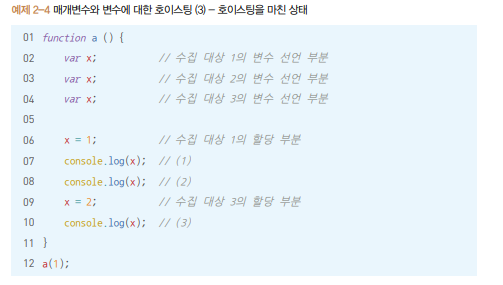 예제 2-4 매개변수와 변수에 대한 호이스팅 (3) - 호이스팅을 마친 상태
01 function a () {
02 var x; // 수집 대상 1의 변수 선언 부분
03 var x; // 수집 대상 2의 변수 선언 부분
04 var x; // 수집 대상 3의 변수 선언 부분
05
06 x = 1; // 수집 대상 1의 할당 부분
07 console.log(x); // (1)
08 console.log(x); // (2)
09 x = 2; // 수집 대상 3의 할당 부분
10 console.log(x); // (3)
11 }
12 a(1);